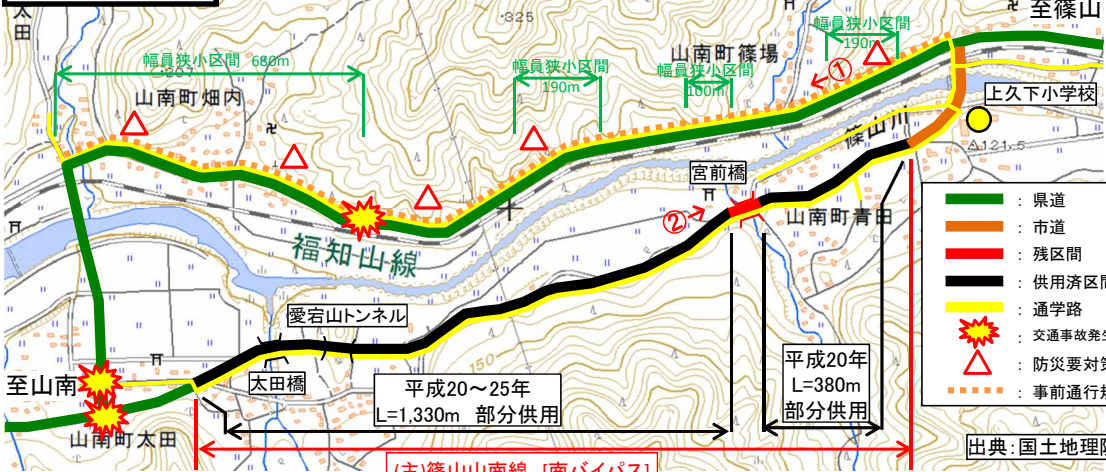 太
田
・325
至篠山
幅員狭小区間
190m
幅員狭小区間 680m
山南町篠場
幅員狭小区間
190m
幅員狭小区間
100m
①
山南町畑内
上久下小学校
篠山川
121.5
宮前橋
②
山南町青田
福知山線
愛宕山トンネル
150
至山南
太田橋
平成20～25年
L=1,330m 部分供用
平成20年
L=380m
部分供用
山南町太田
(主)篠山山南線 [南バイパス]
：県道
：市道
：残区間
：供用済区間
：通学路
：交通事故発生
：防災要対策
：事前通行規
出典：国土地理院